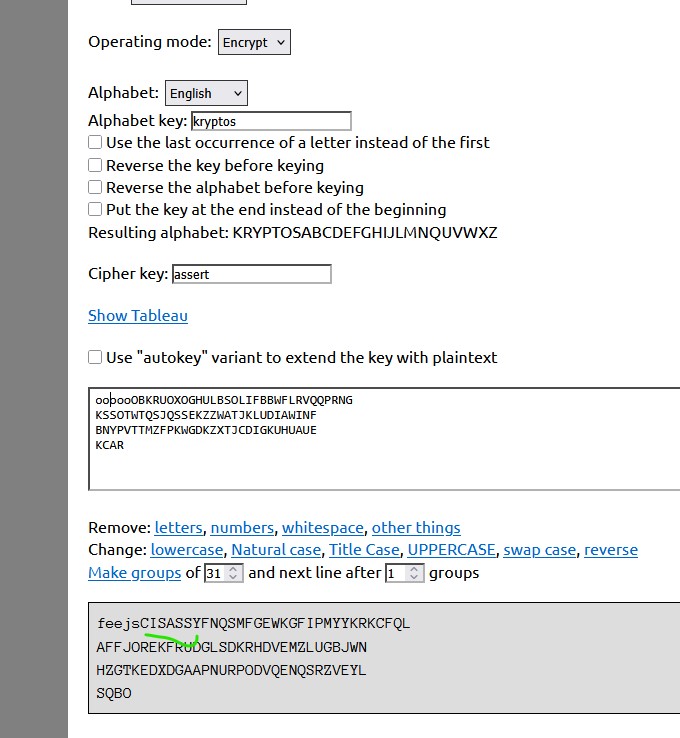 Operating mode: Encrypt
Alphabet: English
Alphabet key: kryptos
Use the last occurrence of a letter instead of the first
Reverse the key before keying
Reverse the alphabet before keying
Put the key at the end instead of the beginning
Resulting alphabet: KRYPTOSABCDEFGHIJLMNQUVWXZ
Cipher key: assert
Show Tableau
Use "autokey" variant to extend the key with plaintext
oobooOBKRUOXOGHULBSOLIFBBWFLRVQQPRNG
KSSOTWTQSJQSSEKZZWATJKLUDIAWINF
BNYPVTTMZFPKWGDKZXTJCDIGKUHUAUE
KCAR
Remove: letters, numbers, whitespace, other things
Change: lowercase, Natural case, Title Case, UPPERCASE, swap case, reverse
Make groups of 31 and next line after 1 groups
feejsCISASSYFNQSMFGEWKGFIPMYYKRKCFQL
AFFJOREKFRUDGLSDKRHDVEMZLUGBJWN
HZGTKEDXDGAAPNURPODVQENQSRZVEYL
SQBO